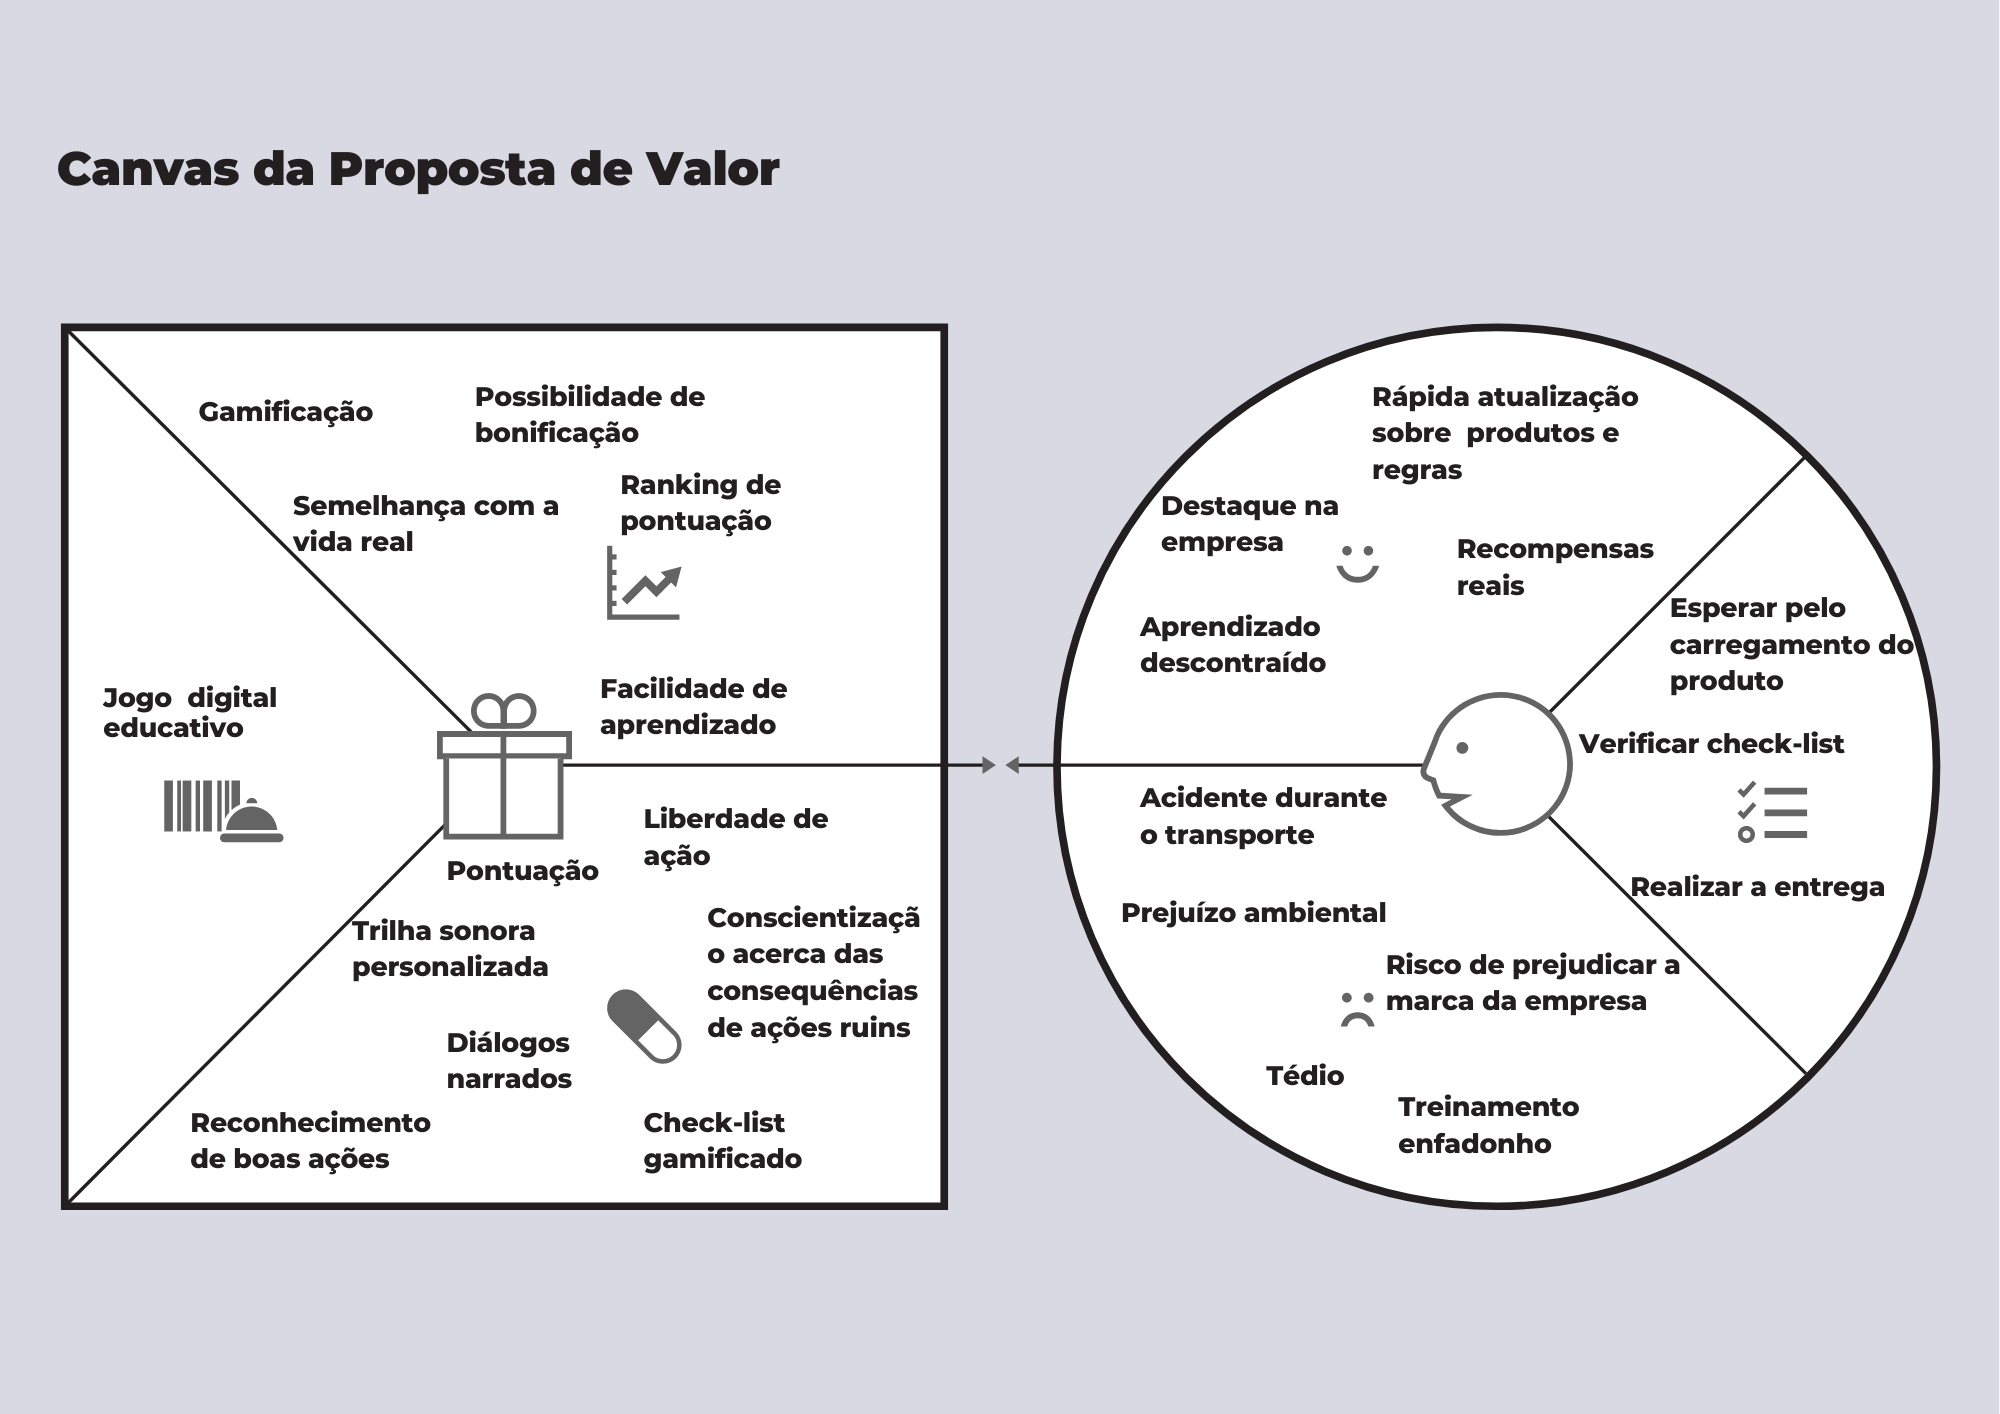 Canvas da Proposta de Valor
Gamificação
Possibilidade de
bonificação
Semelhança com a
vida real
Ranking de
pontuação
Facilidade de
aprendizado
Jogo  digital
educativo
Liberdade de
ação
Pontuação
Trilha sonora
personalizada
Conscientizaçã
o acerca das
consequências
de ações ruins
Diálogos
narrados
Reconhecimento
de boas ações
Check-list
gamificado
Rápida atualização
sobre  produtos e
regras
Destaque na
empresa
Recompensas
reais
Aprendizado
descontraído
Esperar pelo
carregamento do
produto
Verificar check-list
Realizar a entrega
Acidente durante
o transporte
Prejuízo ambiental
Risco de prejudicar a
marca da empresa
Tédio
Treinamento
enfadonho